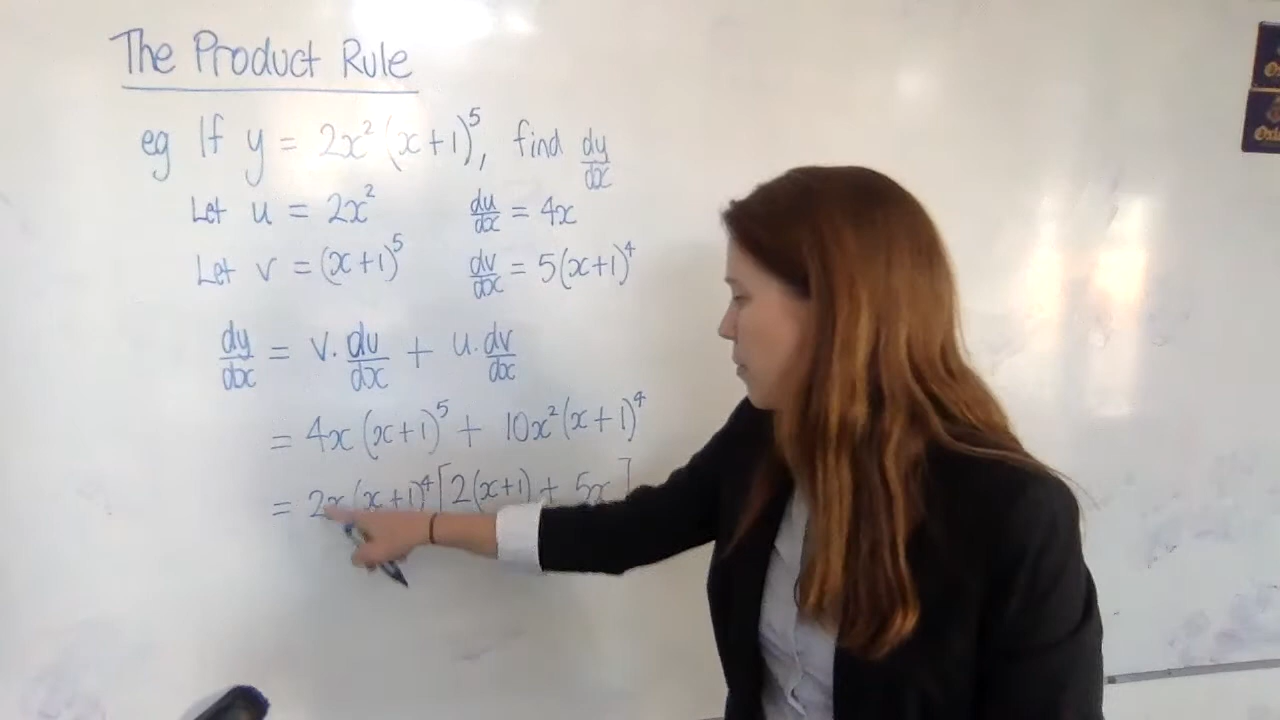 The Product Rule
eg If y = 2x² (x+1)⁵, find dy/dx
Let u = 2x² du/dx = 4x
Let v = (x+1)⁵ dv/dx = 5(x+1)⁴
dy/dx = v. du/dx + u. dv/dx
= 4x (x+1)⁵ + 10x² (x+1)⁴
= 2x (x+1)⁴ [2(x+1) + 5x]